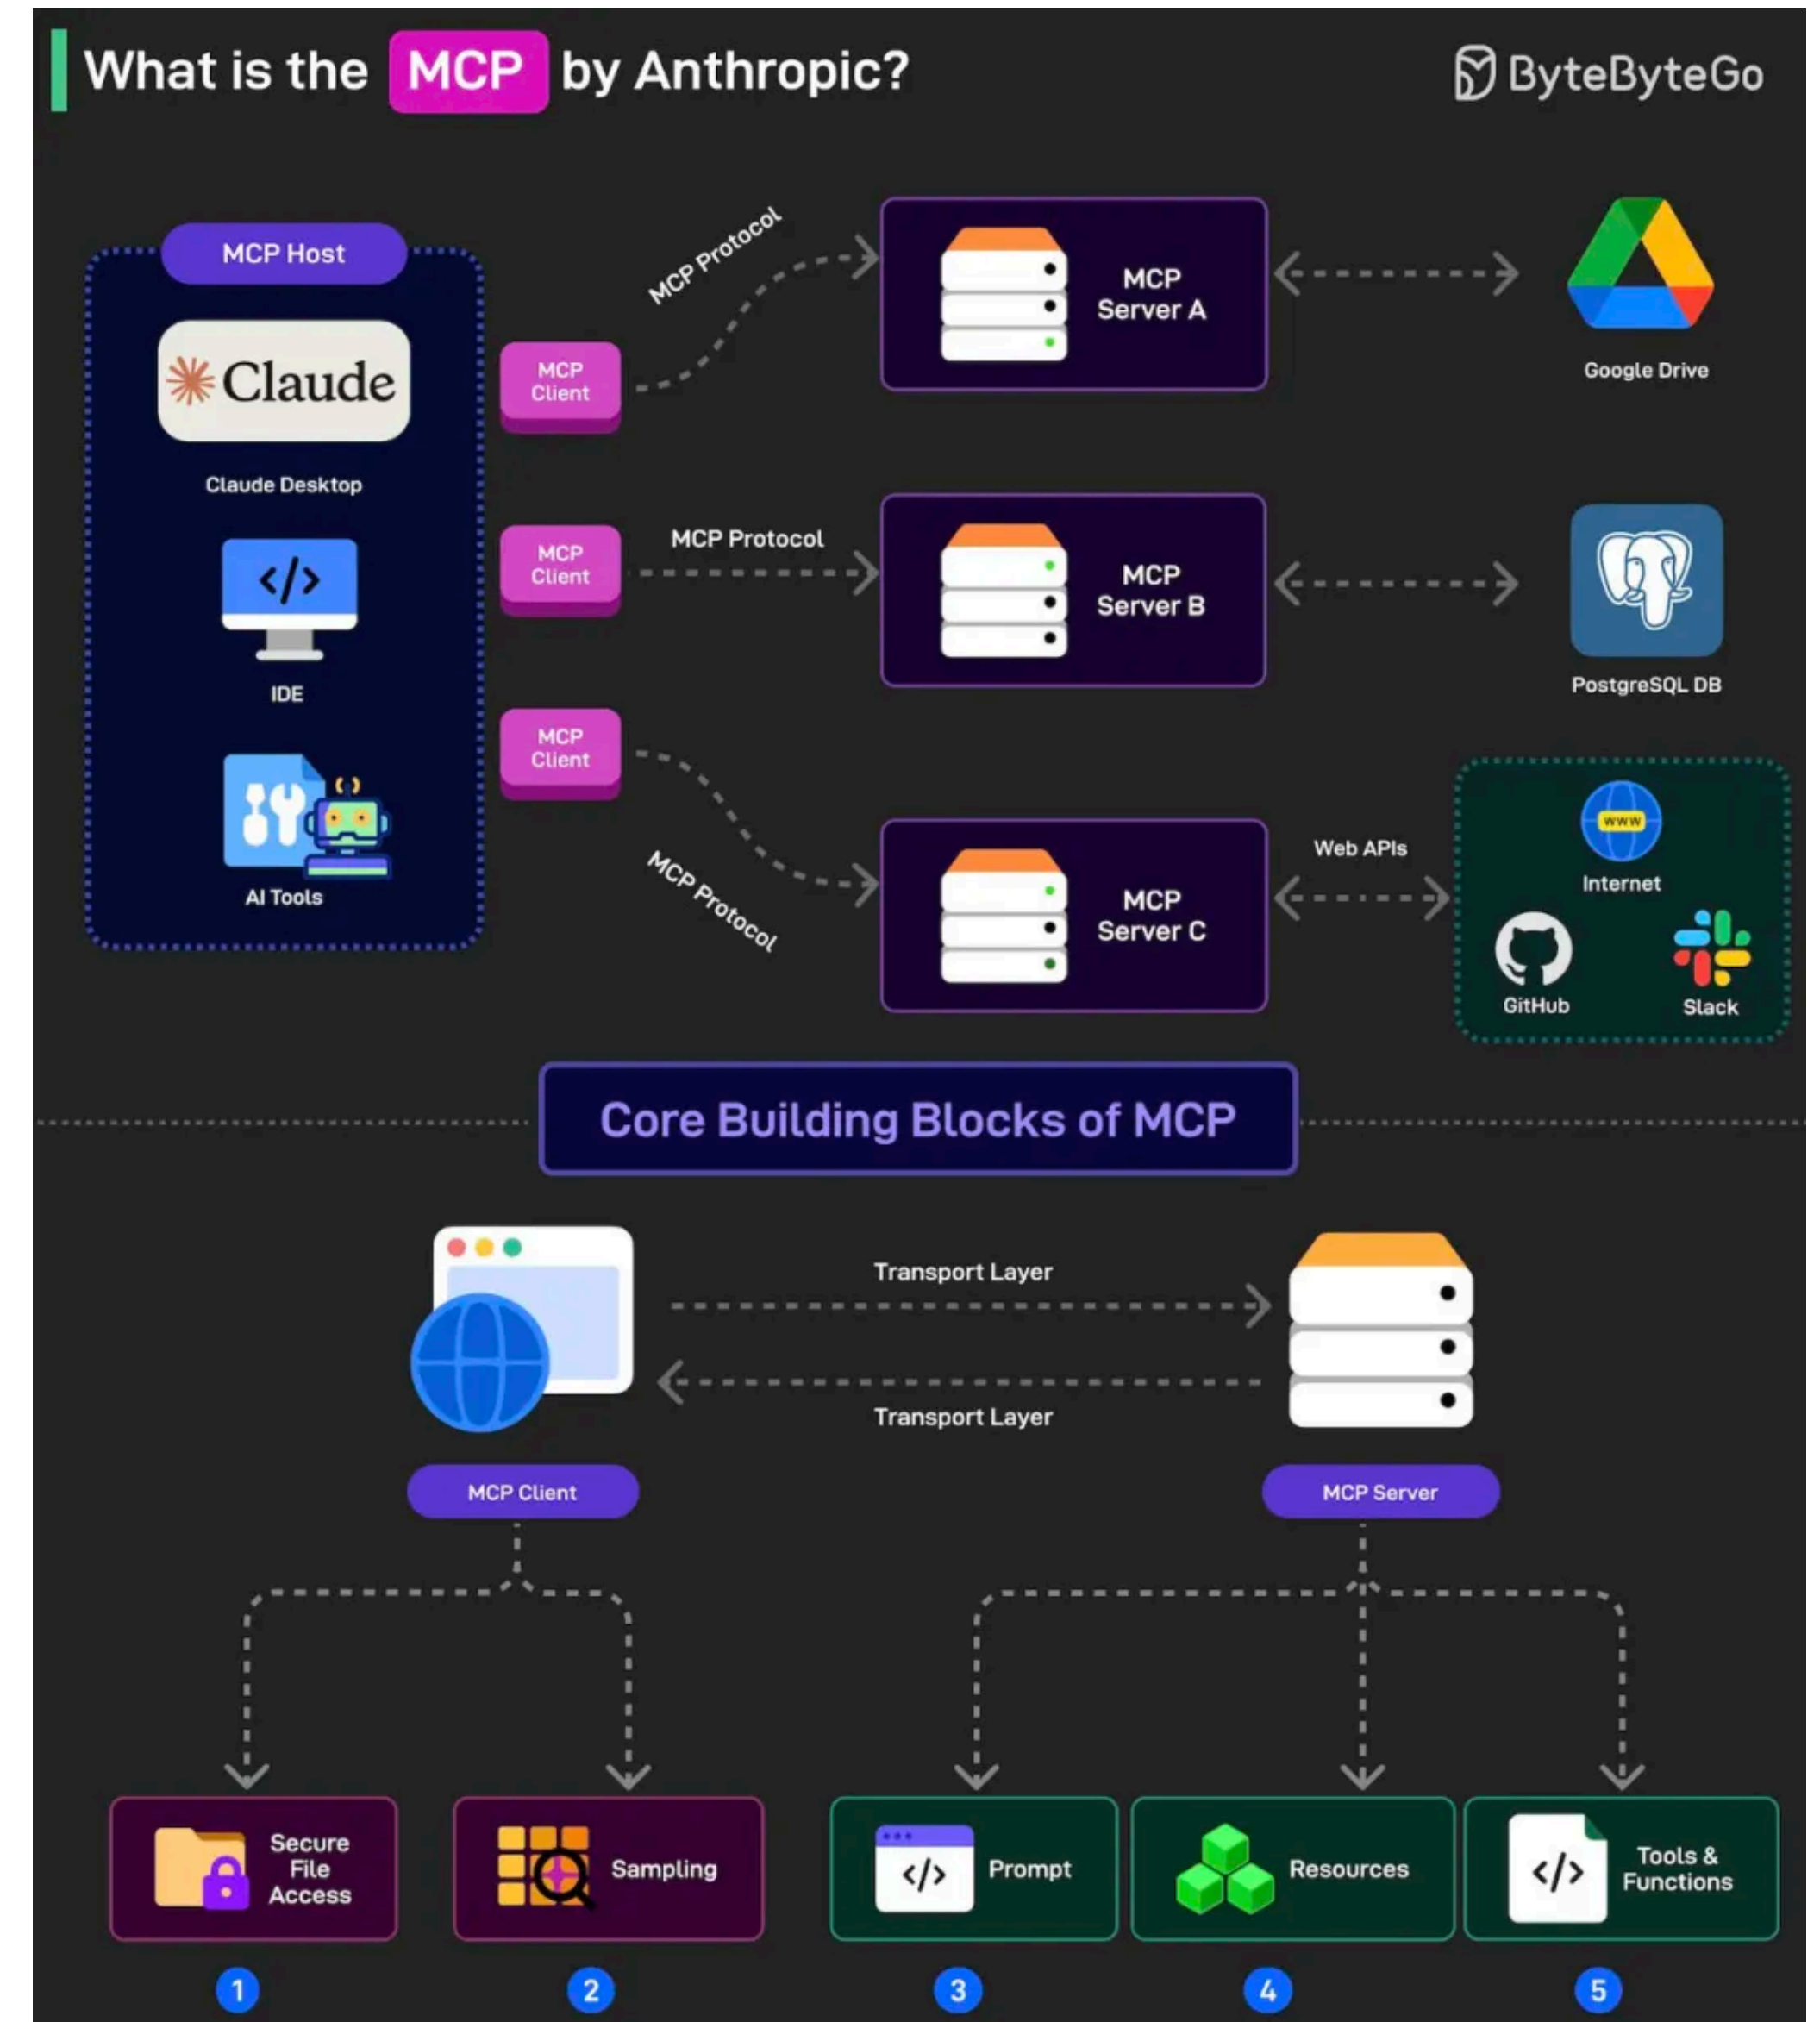 What is the MCP by Anthropic?
ByteByteGo
MCP Host
Claude
Claude Desktop
</>
IDE
AI Tools
MCP
Client
MCP Protocol
MCP
Server A
Google Drive
MCP
Client
MCP Protocol
MCP
Server B
PostgreSQL DB
MCP
Client
MCP Protocol
MCP
Server C
Web APIs
www
Internet
GitHub
Slack
Core Building Blocks of MCP
Transport Layer
Transport Layer
MCP Client
MCP Server
Secure
File
Access
Sampling
</>
Prompt
Resources
</>
Tools &
Functions
1
2
3
4
5